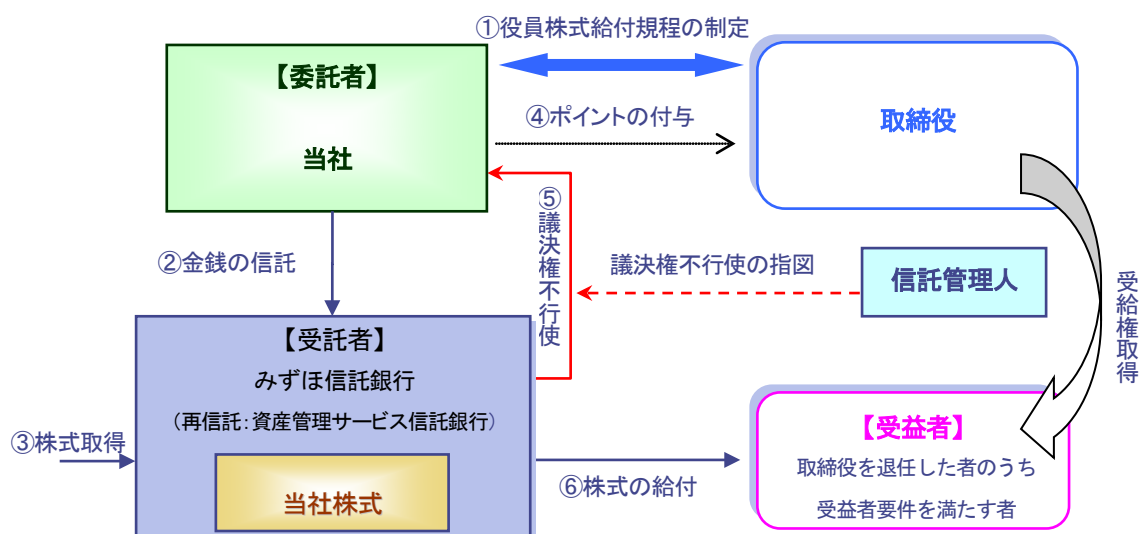 ①役員株式給付規程の制定
【委託者】
当社
取締役
④ポイントの付与
⑤議決権不行使
②金銭の信託
議決権不行使の指図
信託管理人
受給権取得
【受託者】
みずほ信託銀行
(再信託:資産管理サービス信託銀行)
③株式取得
当社株式
⑥株式の給付
【受益者】
取締役を退任した者のうち
受益者要件を満たす者